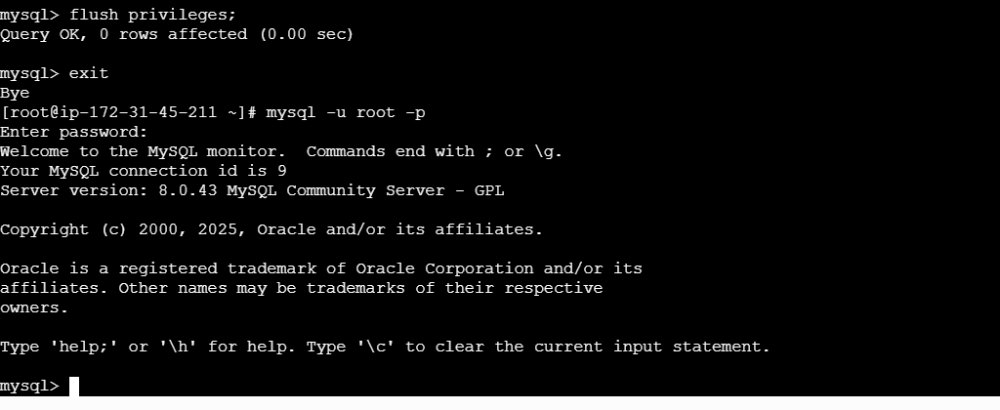 mysql> flush privileges;
Query OK, 0 rows affected (0.00 sec)
mysql> exit
Bye
[root@ip-172-31-45-211 ~]# mysql -u root -p
Enter password:
Welcome to the MySQL monitor.  Commands end with ; or \g.
Your MySQL connection id is 9
Server version: 8.0.43 MySQL Community Server - GPL
Copyright (c) 2000, 2025, Oracle and/or its affiliates.
Oracle is a registered trademark of Oracle Corporation and/or its
affiliates. Other names may be trademarks of their respective
owners.
Type 'help;' or '\h' for help. Type '\c' to clear the current input statement.
mysql>